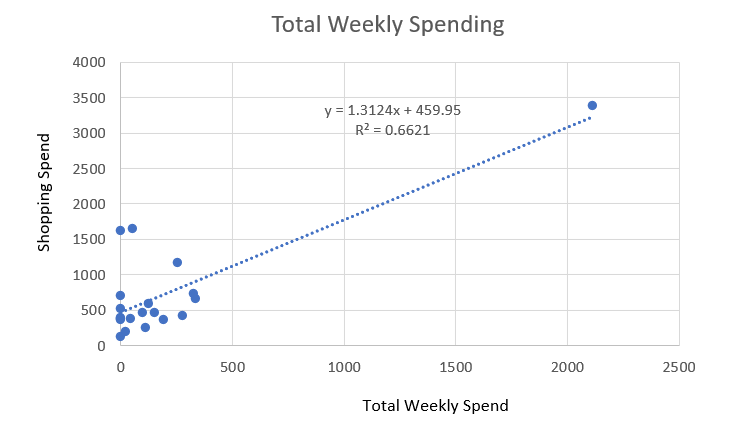 Total Weekly Spending
4000
3500
3000
2500
2000
1500
1000
500
0
Shopping Spend
y = 1.3124x + 459.95
R² = 0.6621
0 500 1000 1500 2000 2500
Total Weekly Spend